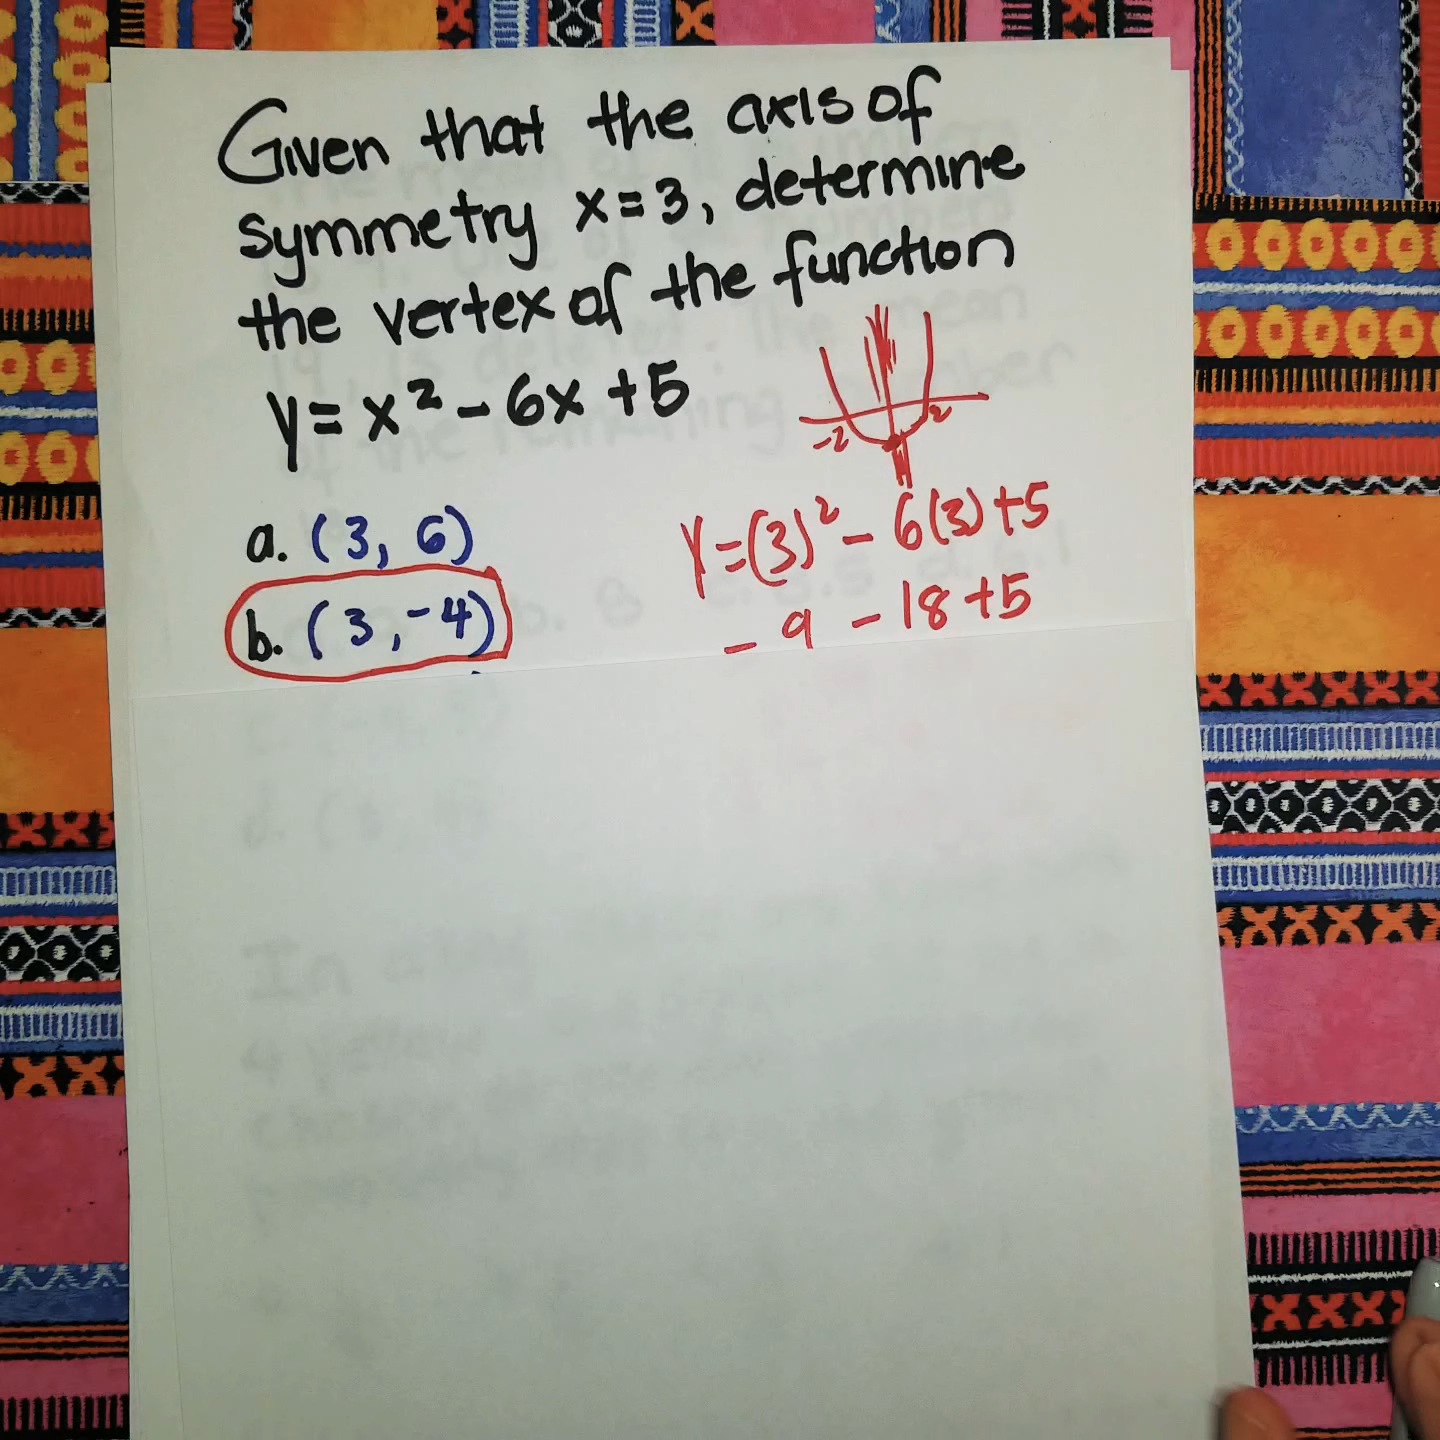 Given that the axis of
symmetry x = 3, determine
the vertex of the function
y = x² - 6x + 5
-2 2
a. (3, 6)
y = (3)² - 6(3) + 5
b. (3, -4)
- 9 - 18 + 5